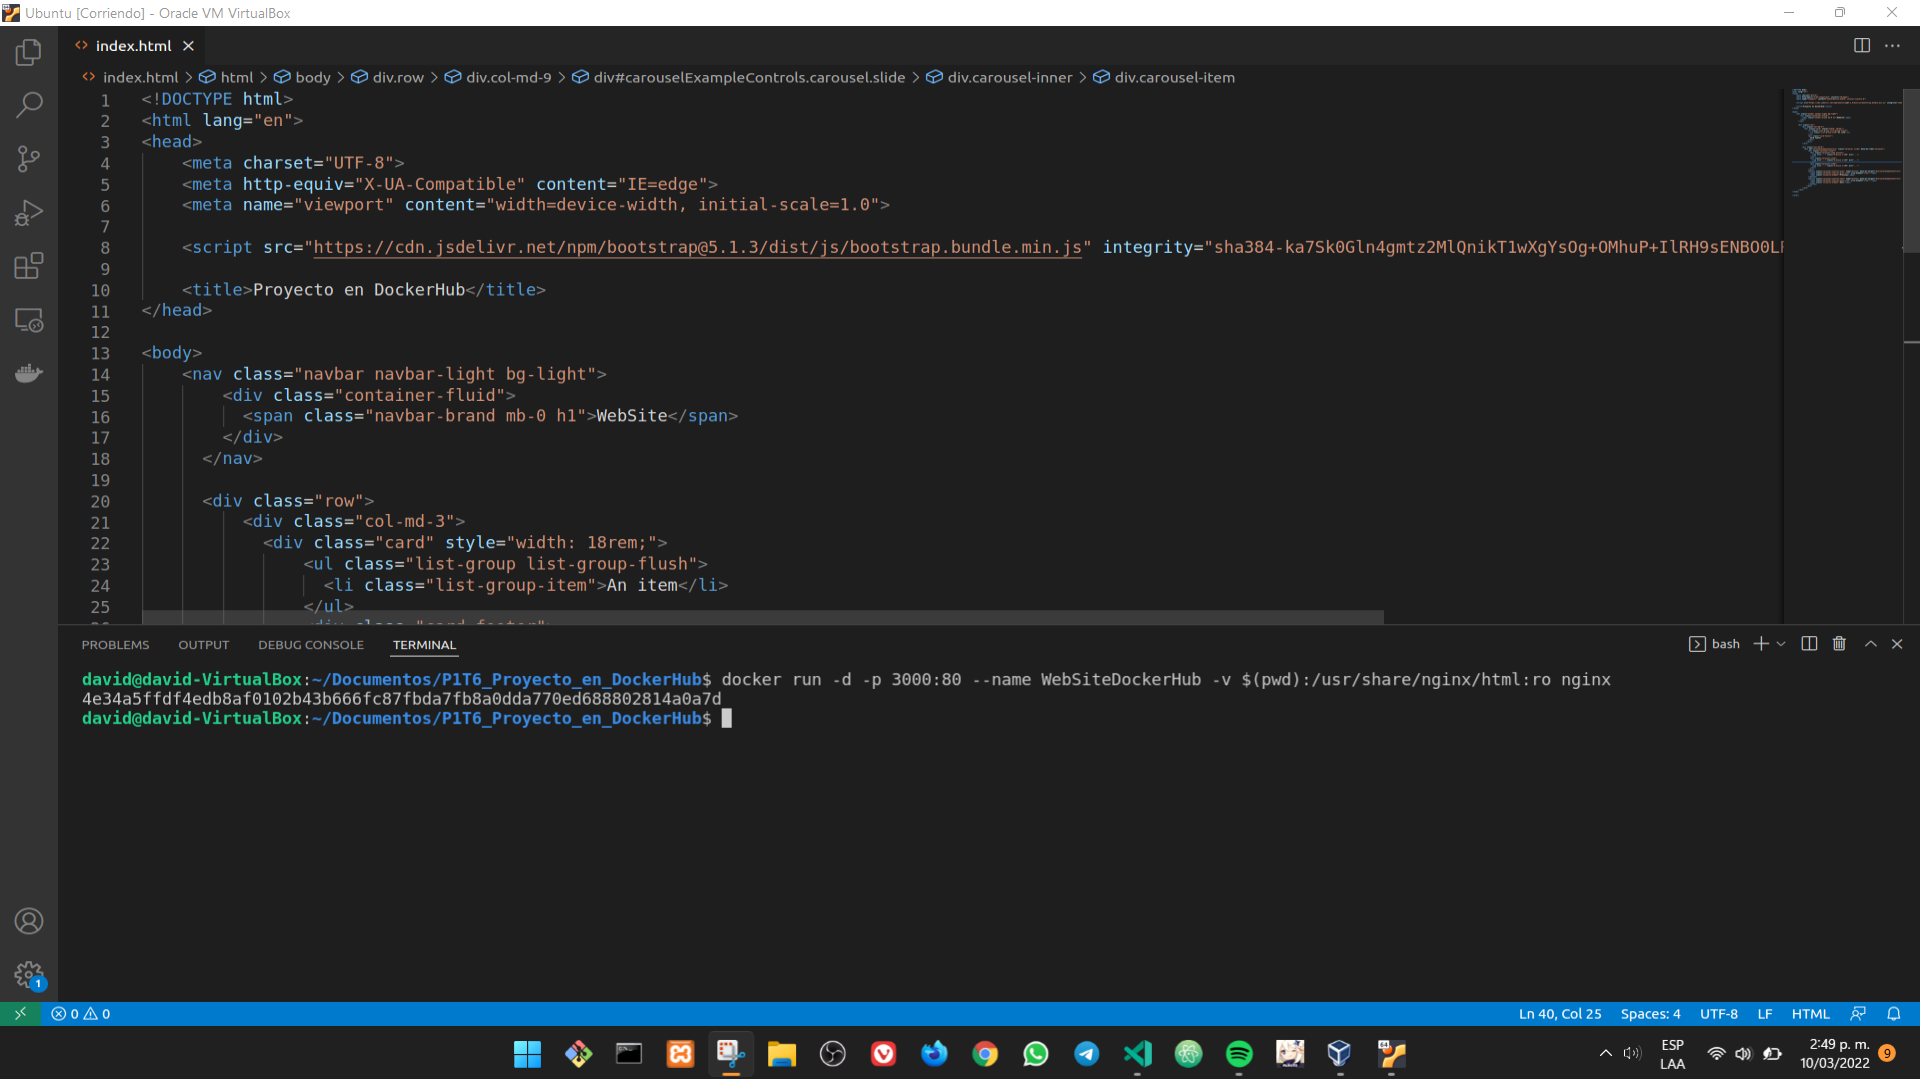 Ubuntu [Corriendo] - Oracle VM VirtualBox
index.html
index.html > html > body > div.row > div.col-md-9 > div#carouselExampleControls.carousel.slide > div.carousel-inner > div.carousel-item
1 <!DOCTYPE html>
2 <html lang="en">
3 <head>
4 <meta charset="UTF-8">
5 <meta http-equiv="X-UA-Compatible" content="IE=edge">
6 <meta name="viewport" content="width=device-width, initial-scale=1.0">
7
8 <script src="https://cdn.jsdelivr.net/npm/bootstrap@5.1.3/dist/js/bootstrap.bundle.min.js" integrity="sha384-ka7Sk0Gln4gmtz2MlQnikT1wXgYsOg+OMhuP+IlRH9sENBO0L
9
10 <title>Proyecto en DockerHub</title>
11 </head>
12
13 <body>
14 <nav class="navbar navbar-light bg-light">
15 <div class="container-fluid">
16 <span class="navbar-brand mb-0 h1">WebSite</span>
17 </div>
18 </nav>
19
20 <div class="row">
21 <div class="col-md-3">
22 <div class="card" style="width: 18rem;">
23 <ul class="list-group list-group-flush">
24 <li class="list-group-item">An item</li>
25 </ul>
PROBLEMS OUTPUT DEBUG CONSOLE TERMINAL bash
david@david-VirtualBox:~/Documentos/P1T6_Proyecto_en_DockerHub$ docker run -d -p 3000:80 --name WebSiteDockerHub -v $(pwd):/usr/share/nginx/html:ro nginx
4e34a5ffdf4edb8af0102b43b666fc87fbda7fb8a0dda770ed688802814a0a7d
david@david-VirtualBox:~/Documentos/P1T6_Proyecto_en_DockerHub$
1
0 0 Ln 40, Col 25 Spaces: 4 UTF-8 LF HTML
ESP
LAA
2:49 p. m.
10/03/2022
9